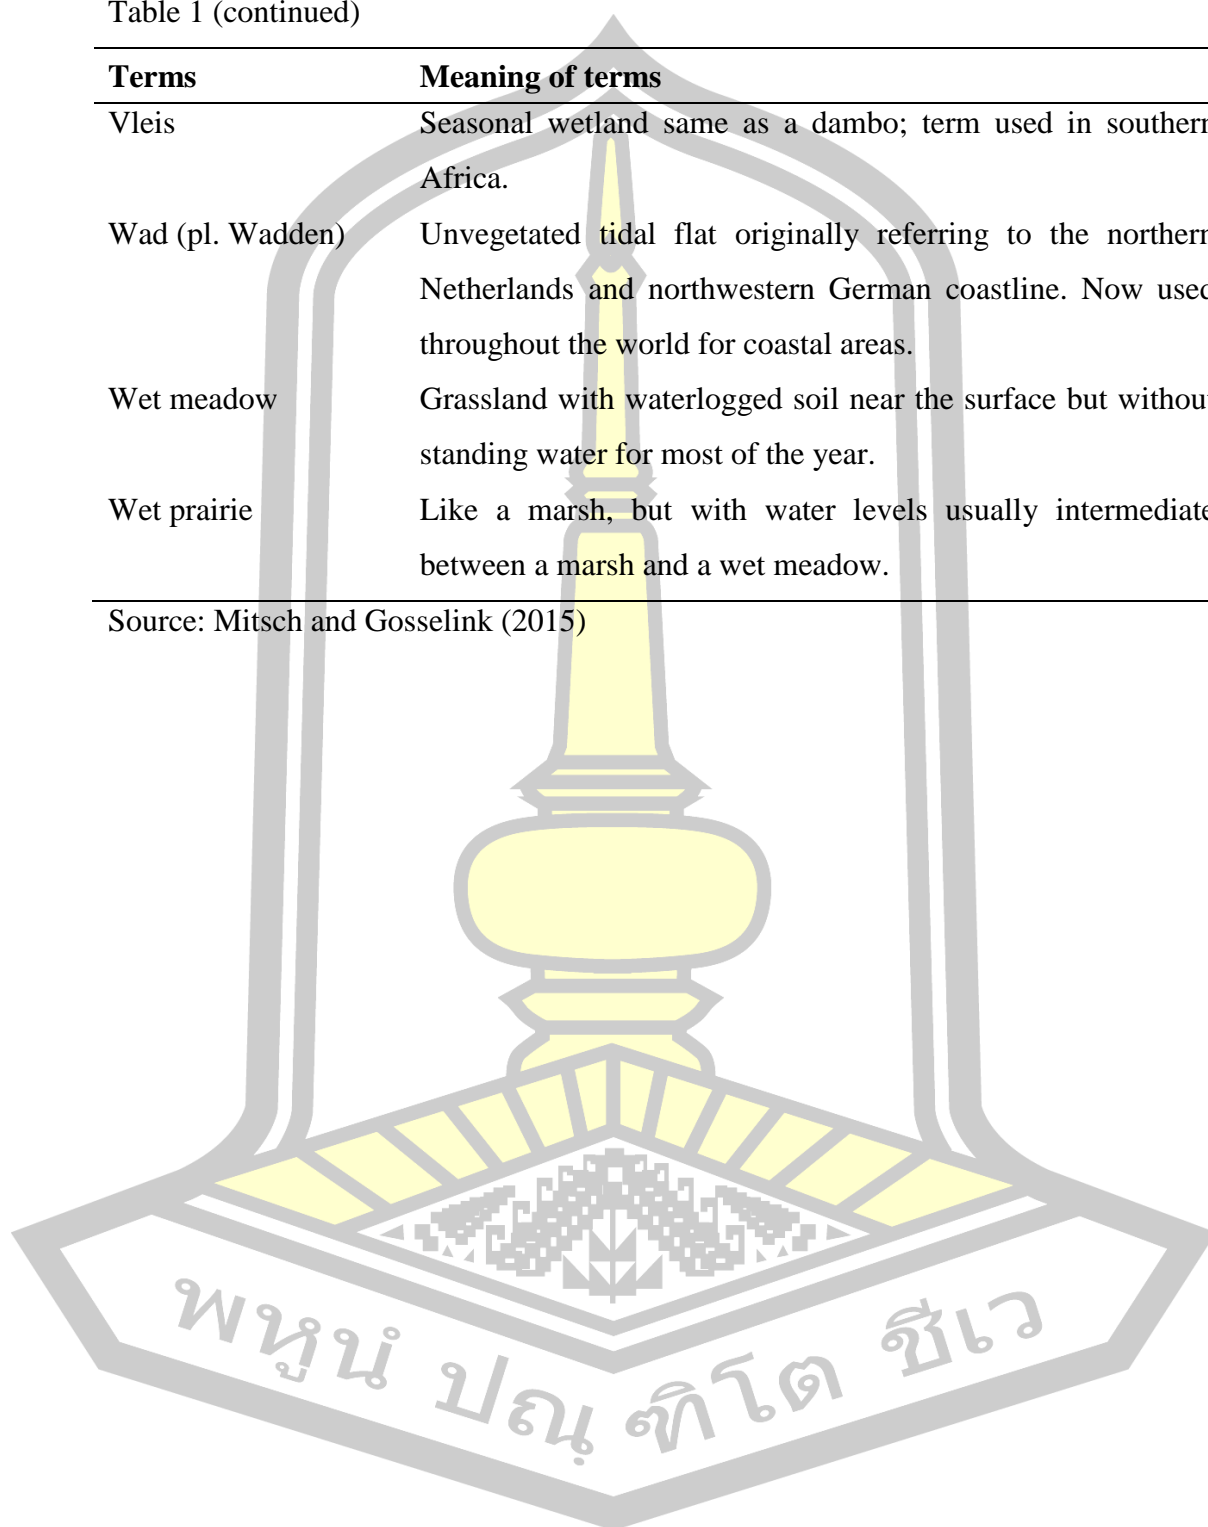 Table 1 (continued)
Terms Meaning of terms
Vleis Seasonal wetland same as a dambo; term used in southern
Africa.
Wad (pl. Wadden) Unvegetated tidal flat originally referring to the northern
Netherlands and northwestern German coastline. Now used
throughout the world for coastal areas.
Wet meadow Grassland with waterlogged soil near the surface but without
standing water for most of the year.
Wet prairie Like a marsh, but with water levels usually intermediate
between a marsh and a wet meadow.
Source: Mitsch and Gosselink (2015)
พหูนํ ปณฺฑิโต ชีเว